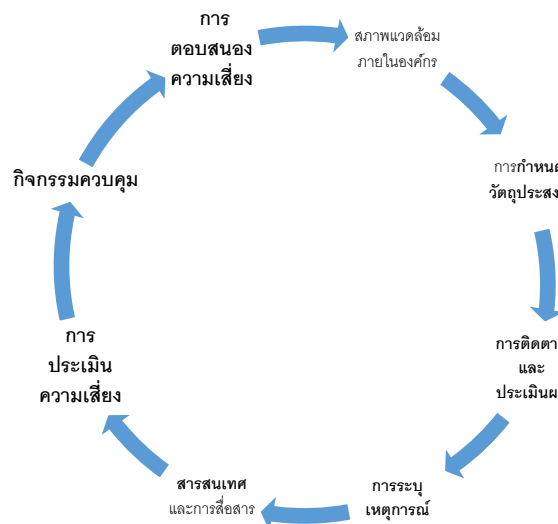 การ
ตอบสนอง
ความเสี่ยง
สภาพแวดล้อม
ภายในองค์กร
การกำหน
วัตถุประส
การติดตา
และ
ประเมินผ
การระบุ
เหตุการณ์
สารสนเทศ
และการสื่อสาร
การ
ประเมิน
ความเสี่ยง
กิจกรรมควบคุม